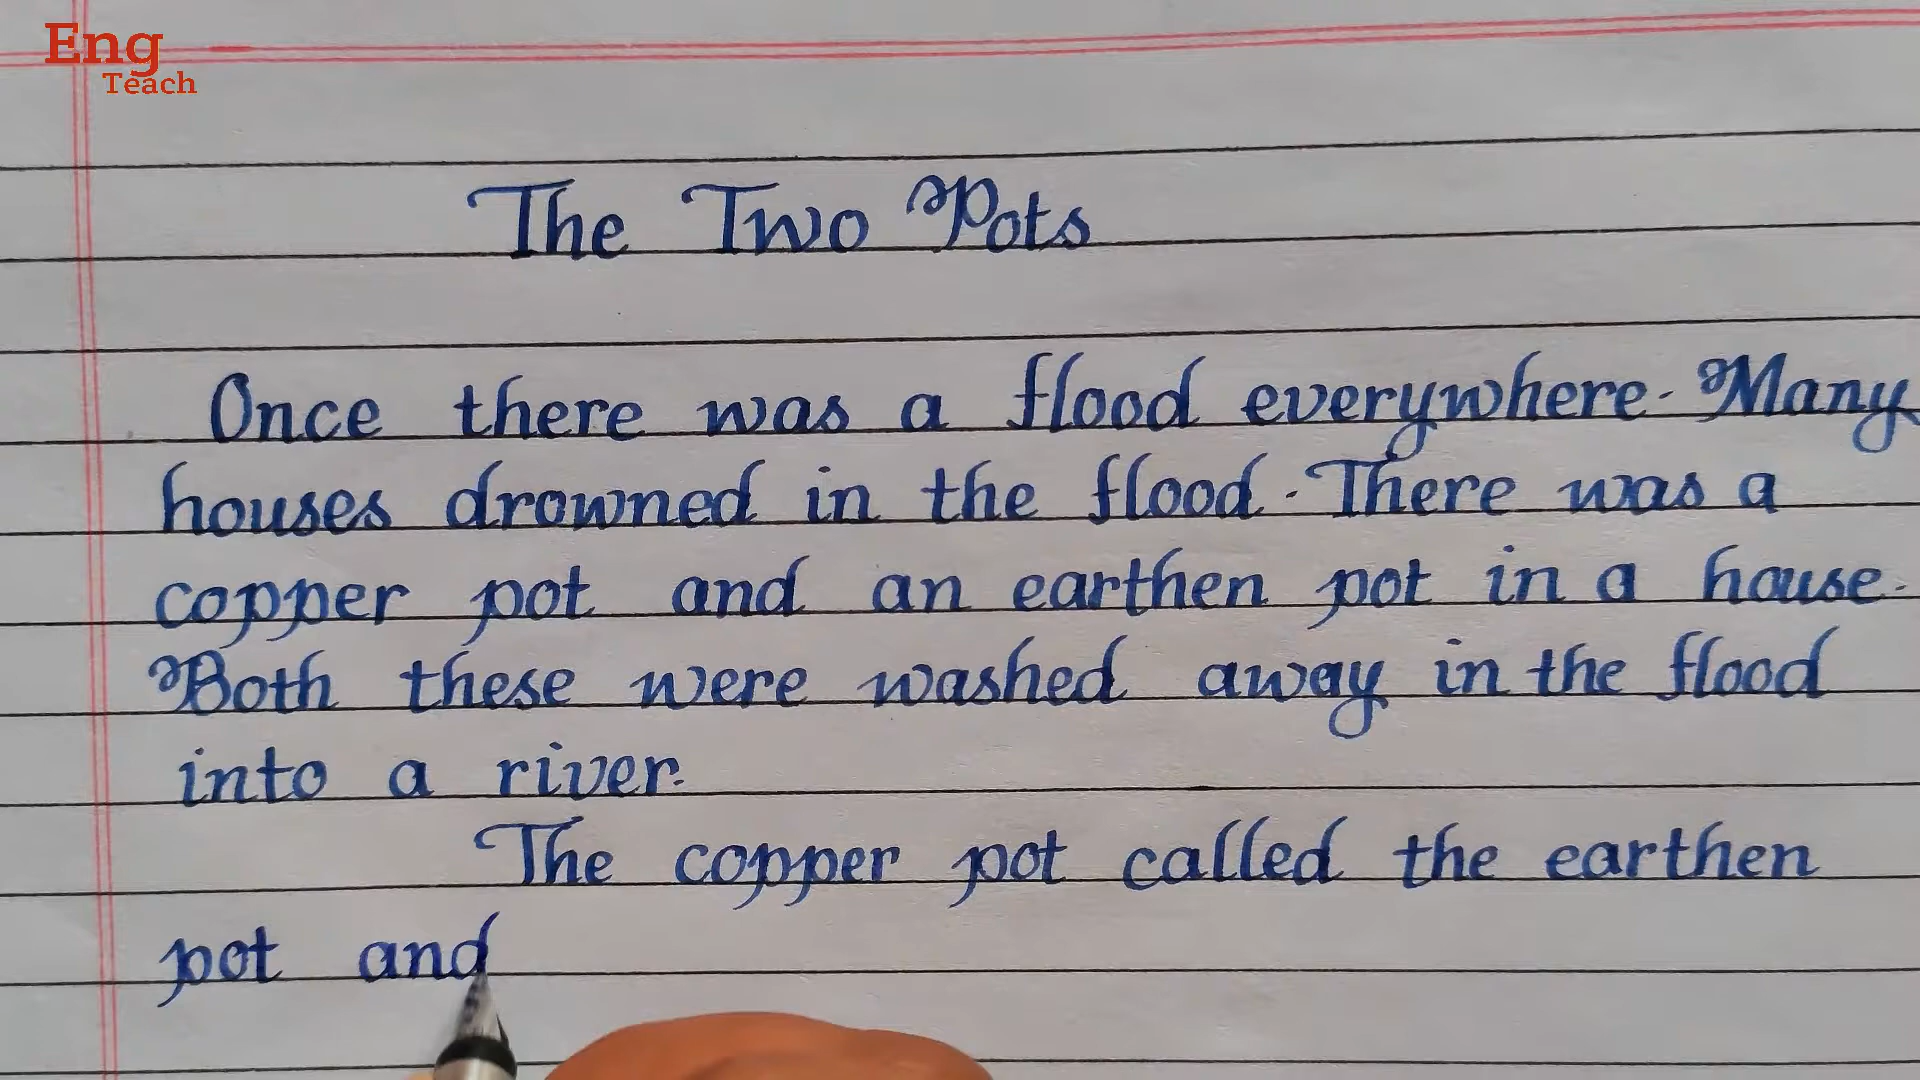 Eng
Teach
The Two Pots
Once there was a flood everywhere. Many
houses drowned in the flood. There was a
copper pot and an earthen pot in a house.
Both these were washed away in the flood
into a river.
The copper pot called the earthen
pot and